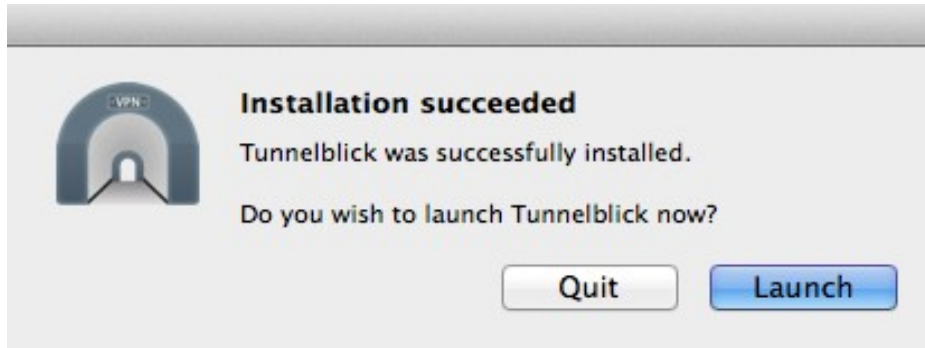 VPN
Installation succeeded
Tunnelblick was successfully installed.
Do you wish to launch Tunnelblick now?
Quit
Launch